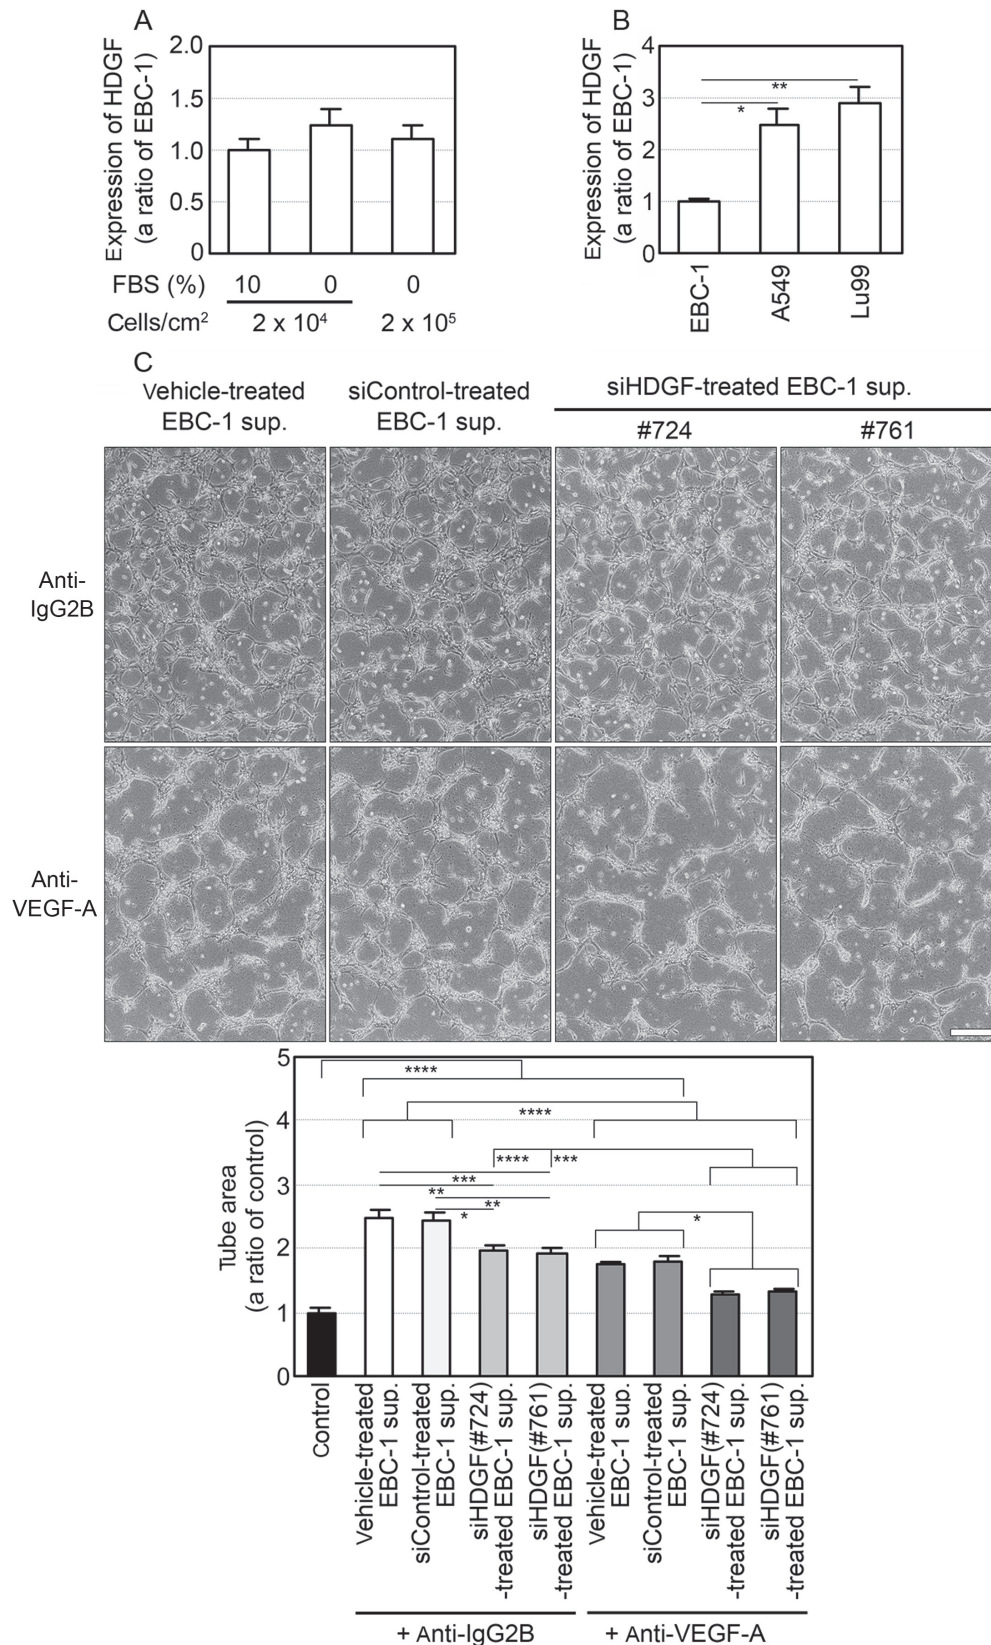 A
Expression of HDGF
(a ratio of EBC-1)
2.0
1.5
1.0
0.5
0
FBS (%) 10 0 0
Cells/cm2 2 x 10⁴ 2 x 10⁵
B
Expression of HDGF
(a ratio of EBC-1)
4
3
2
1
0
**
*
EBC-1
A549
Lu99
C
Vehicle-treated
EBC-1 sup.
siControl-treated
EBC-1 sup.
siHDGF-treated EBC-1 sup.
#724 #761
Anti-
IgG2B
Anti-
VEGF-A
Tube area
(a ratio of control)
5
4
3
2
1
0
****
****
**** ***
***
**
**
*
*
Control
Vehicle-treated
EBC-1 sup.
siControl-treated
EBC-1 sup.
siHDGF(#724)
-treated EBC-1 sup.
siHDGF(#761)
-treated EBC-1 sup.
Vehicle-treated
EBC-1 sup.
siControl-treated
EBC-1 sup.
siHDGF(#724)
-treated EBC-1 sup.
siHDGF(#761)
-treated EBC-1 sup.
+ Anti-IgG2B
+ Anti-VEGF-A